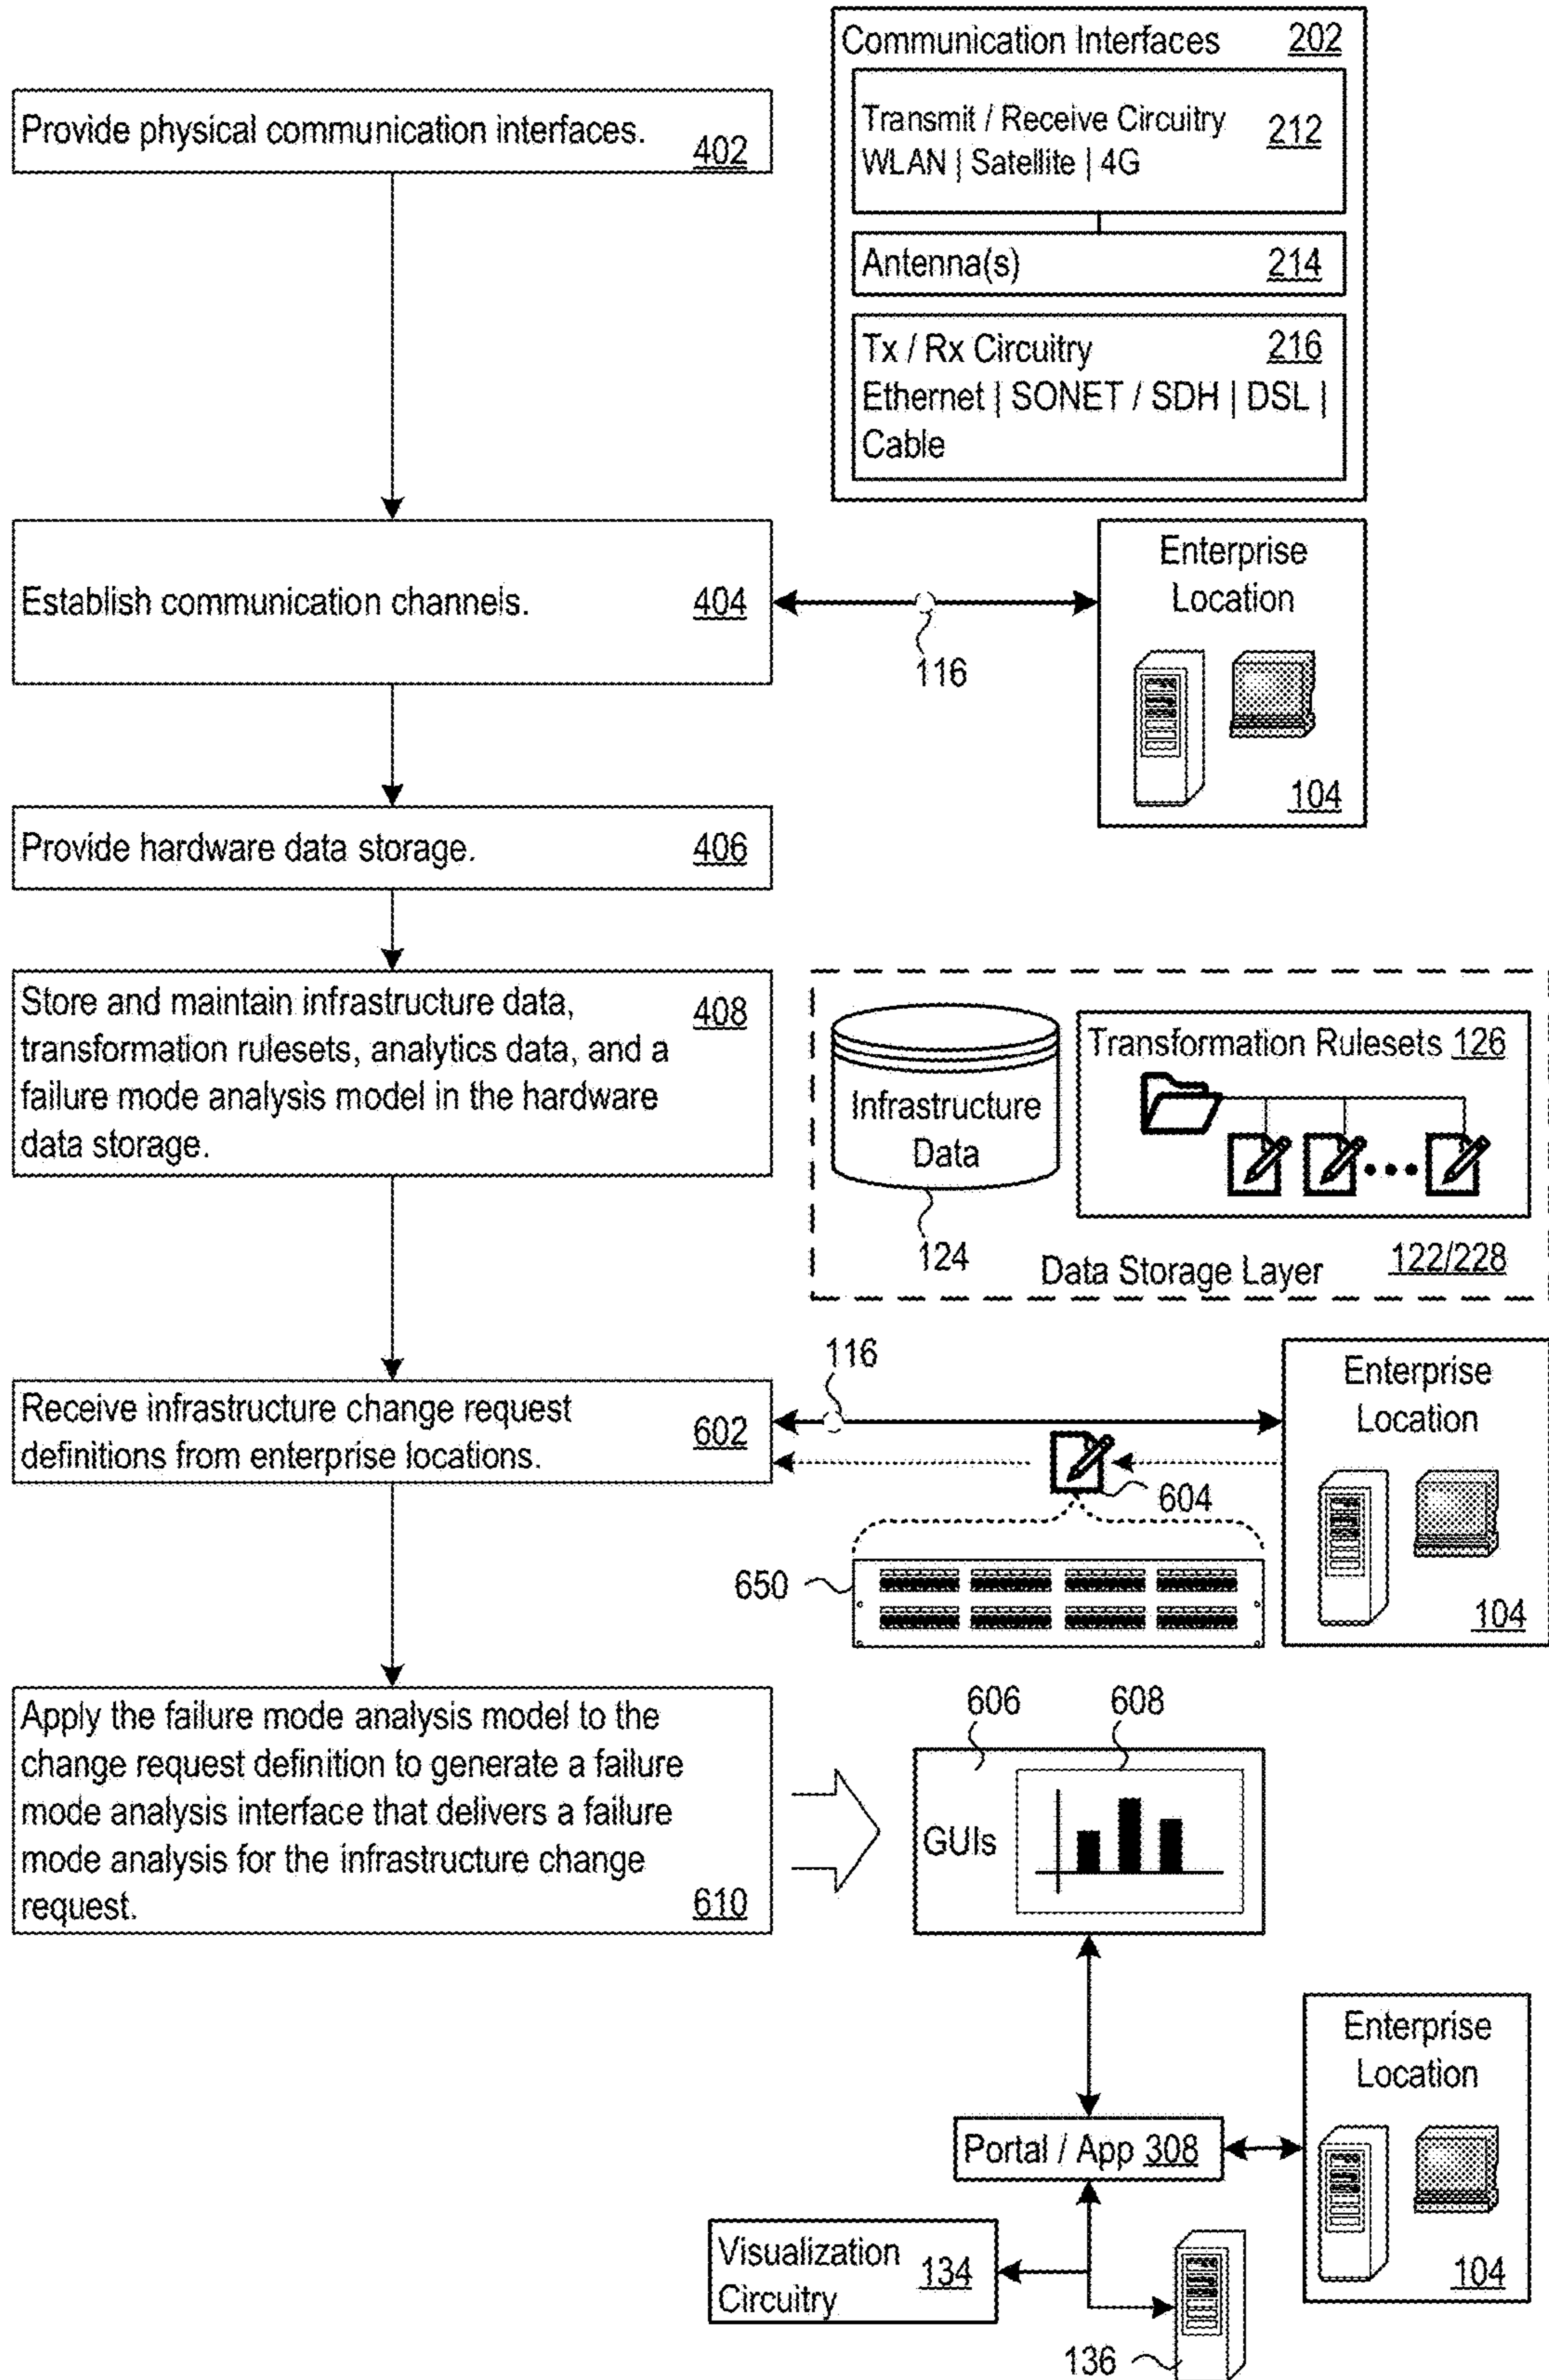 Communication Interfaces 202
Provide physical communication interfaces. 402
Transmit / Receive Circuitry 212
WLAN | Satellite | 4G
Antenna(s) 214
Tx / Rx Circuitry 216
Ethernet | SONET / SDH | DSL |
Cable
Establish communication channels. 404
116
Enterprise
Location
104
Provide hardware data storage. 406
Store and maintain infrastructure data, 408
transformation rulesets, analytics data, and a
failure mode analysis model in the hardware
data storage.
Infrastructure
Data
124
Transformation Rulesets 126
Data Storage Layer 122/228
Receive infrastructure change request
definitions from enterprise locations. 602
116
604
650
Enterprise
Location
104
Apply the failure mode analysis model to the
change request definition to generate a failure
mode analysis interface that delivers a failure
mode analysis for the infrastructure change
request. 610
606
608
GUIs
Enterprise
Location
104
Portal / App 308
Visualization
Circuitry
134
136